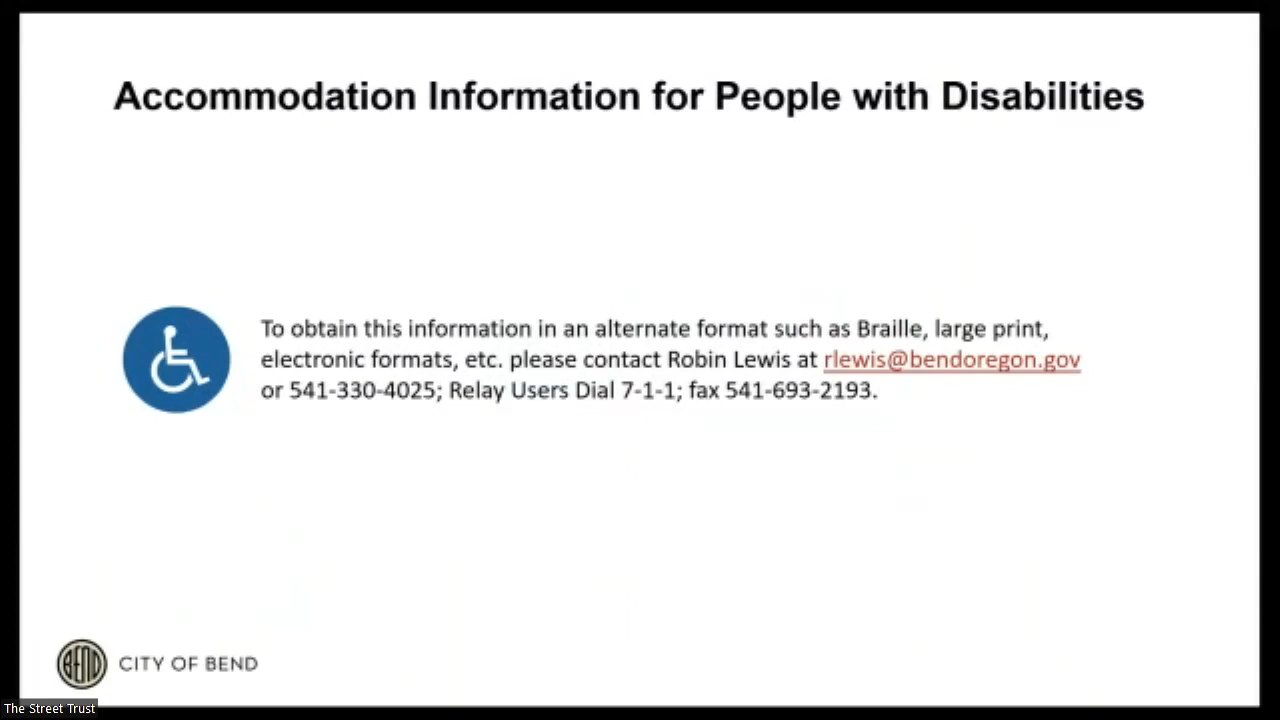 Accommodation Information for People with Disabilities
To obtain this information in an alternate format such as Braille, large print,
electronic formats, etc. please contact Robin Lewis at rlewis@bendoregon.gov
or 541-330-4025; Relay Users Dial 7-1-1; fax 541-693-2193.
BEND CITY OF BEND
The Street Trust